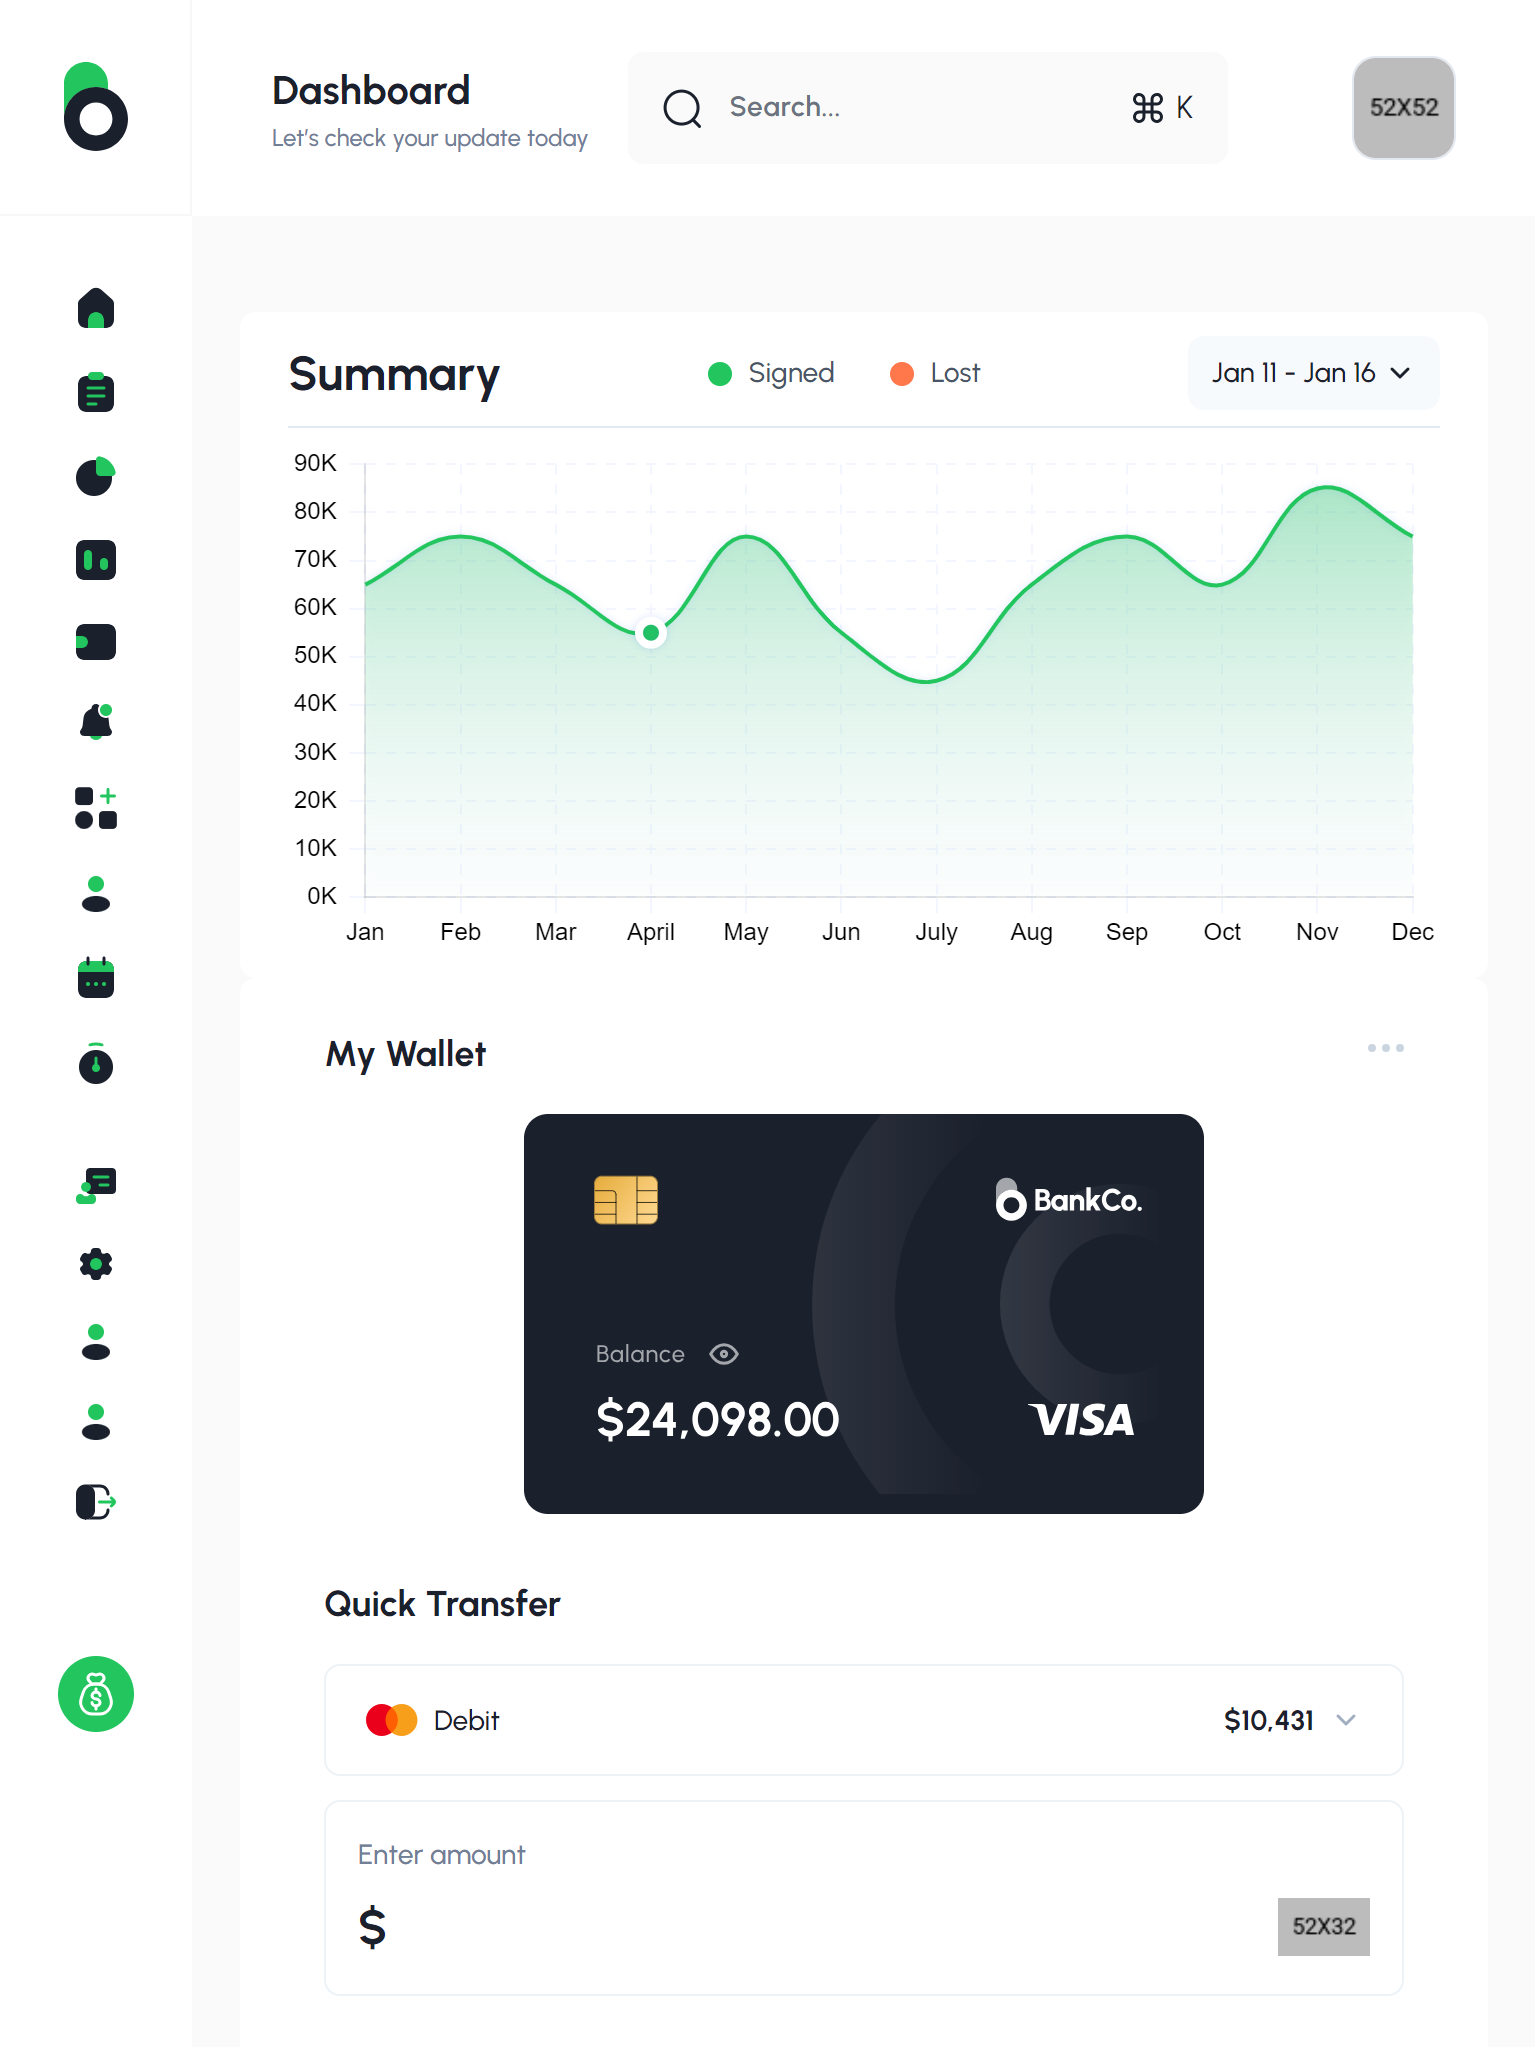 Dashboard
Let's check your update today
Search...
⌘ K
52X52
Summary
Signed
Lost
Jan 11 - Jan 16
90K
80K
70K
60K
50K
40K
30K
20K
10K
0K
Jan Feb Mar April May Jun July Aug Sep Oct Nov Dec
My Wallet
BankCo.
Balance
$24,098.00
VISA
Quick Transfer
Debit
$10,431
Enter amount
$
52X32